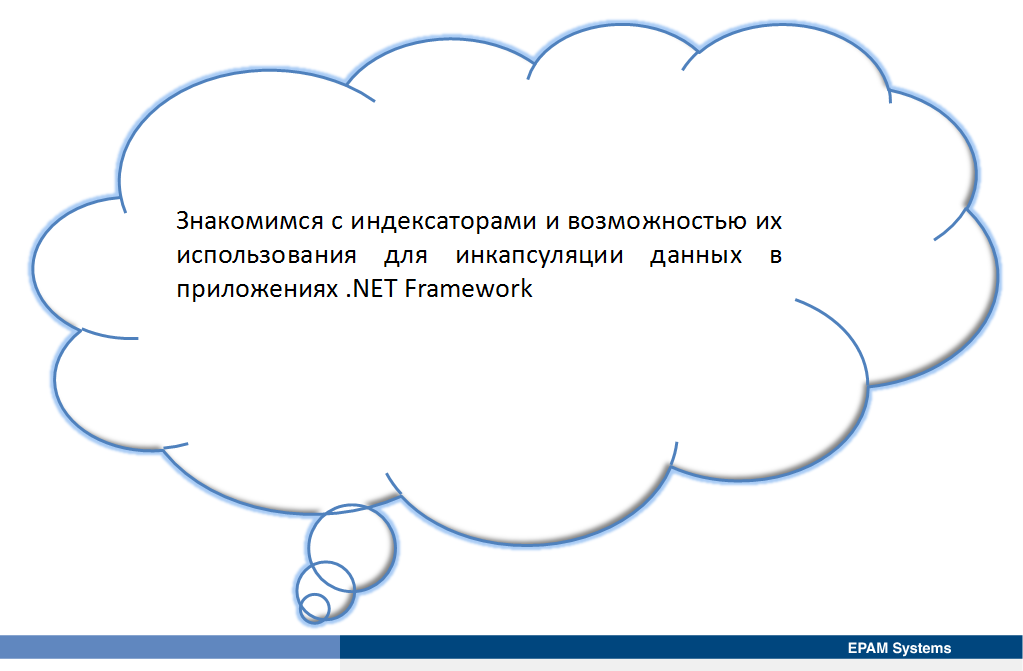 Знакомимся с индексаторами и возможностью их
использования для инкапсуляции данных в
приложениях .NET Framework
EPAM Systems